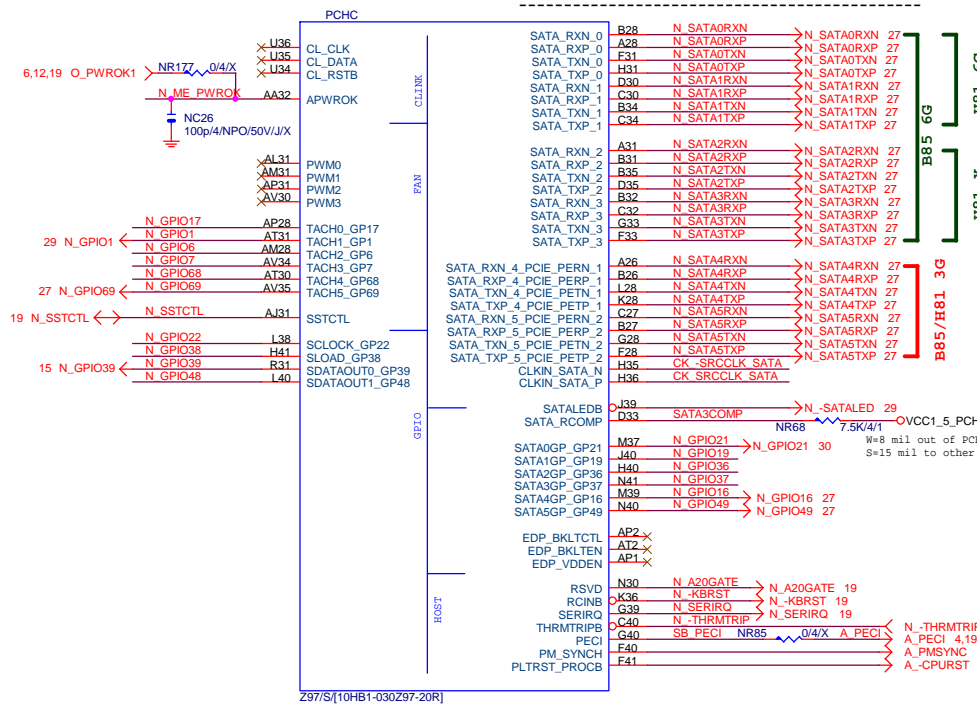 PCHC
U36 CL_CLK
U35 CL_DATA
U34 CL_RSTB
6,12,19 O_PWROK1 NR177 0/4/X
N_ME_PWROK AA32 APWROK
NC26
100p/4/NPO/50V/J/X
CLINK
AL31 PWM0
AM31 PWM1
AP31 PWM2
AV30 PWM3
FAN
N_GPIO17 AP28 TACH0_GP17
29 N_GPIO1 N_GPIO1 AT31 TACH1_GP1
N_GPIO6 AM28 TACH2_GP6
N_GPIO7 AV34 TACH3_GP7
N_GPIO68 AT30 TACH4_GP68
27 N_GPIO69 N_GPIO69 AV35 TACH5_GP69
19 N_SSTCTL N_SSTCTL AJ31 SSTCTL
N_GPIO22 L38 SCLOCK_GP22
N_GPIO38 H41 SLOAD_GP38
15 N_GPIO39 N_GPIO39 R31 SDATAOUT0_GP39
N_GPIO48 L40 SDATAOUT1_GP48
GPIO
HOST
SATA_RXN_0 B28 N_SATA0RXN N_SATA0RXN 27
SATA_RXP_0 A28 N_SATA0RXP N_SATA0RXP 27
SATA_TXN_0 F31 N_SATA0TXN N_SATA0TXN 27
SATA_TXP_0 H31 N_SATA0TXP N_SATA0TXP 27
SATA_RXN_1 D30 N_SATA1RXN N_SATA1RXN 27
SATA_RXP_1 C30 N_SATA1RXP N_SATA1RXP 27
SATA_TXN_1 B34 N_SATA1TXN N_SATA1TXN 27
SATA_TXP_1 C34 N_SATA1TXP N_SATA1TXP 27
SATA_RXN_2 A31 N_SATA2RXN N_SATA2RXN 27
SATA_RXP_2 B31 N_SATA2RXP N_SATA2RXP 27
SATA_TXN_2 B35 N_SATA2TXN N_SATA2TXN 27
SATA_TXP_2 D35 N_SATA2TXP N_SATA2TXP 27
SATA_RXN_3 B32 N_SATA3RXN N_SATA3RXN 27
SATA_RXP_3 C32 N_SATA3RXP N_SATA3RXP 27
SATA_TXN_3 G33 N_SATA3TXN N_SATA3TXN 27
SATA_TXP_3 F33 N_SATA3TXP N_SATA3TXP 27
B85 6G
SATA_RXN_4_PCIE_PERN_1 A26 N_SATA4RXN N_SATA4RXN 27
SATA_RXP_4_PCIE_PERP_1 B26 N_SATA4RXP N_SATA4RXP 27
SATA_TXN_4_PCIE_PETN_1 L28 N_SATA4TXN N_SATA4TXN 27
SATA_TXP_4_PCIE_PETP_1 K28 N_SATA4TXP N_SATA4TXP 27
SATA_RXN_5_PCIE_PERN_2 C27 N_SATA5RXN N_SATA5RXN 27
SATA_RXP_5_PCIE_PERP_2 B27 N_SATA5RXP N_SATA5RXP 27
SATA_TXN_5_PCIE_PETN_2 G28 N_SATA5TXN N_SATA5TXN 27
SATA_TXP_5_PCIE_PETP_2 F28 N_SATA5TXP N_SATA5TXP 27
B85/H81 3G
CLKIN_SATA_N H35 CK_-SRCCLK_SATA
CLKIN_SATA_P H36 CK_SRCCLK_SATA
SATALEDB J39 N_-SATALED 29
SATA_RCOMP D33 SATA3COMP NR68 7.5K/4/1 VCC1_5_PCH
W=8 mil out of PCH
S=15 mil to other
SATA0GP_GP21 M37 N_GPIO21 N_GPIO21 30
SATA1GP_GP19 J40 N_GPIO19
SATA2GP_GP36 H40 N_GPIO36
SATA3GP_GP37 N41 N_GPIO37
SATA4GP_GP16 M39 N_GPIO16 N_GPIO16 27
SATA5GP_GP49 N40 N_GPIO49 N_GPIO49 27
EDP_BKLTCTL AP2
EDP_BKLTEN AT2
EDP_VDDEN AP1
RSVD N30 N_A20GATE N_A20GATE 19
RCINB K36 N_-KBRST N_-KBRST 19
SERIRQ G39 N_SERIRQ N_SERIRQ 19
THRMTRIPB C40 N_-THRMTRIP N_-THRMTRIP
PECI G40 SB_PECI NR85 0/4/X A_PECI A_PECI 4,19
PM_SYNCH F40 A_PMSYNC
PLTRST_PROCB F41 A_-CPURST
Z97/S/[10HB1-030Z97-20R]